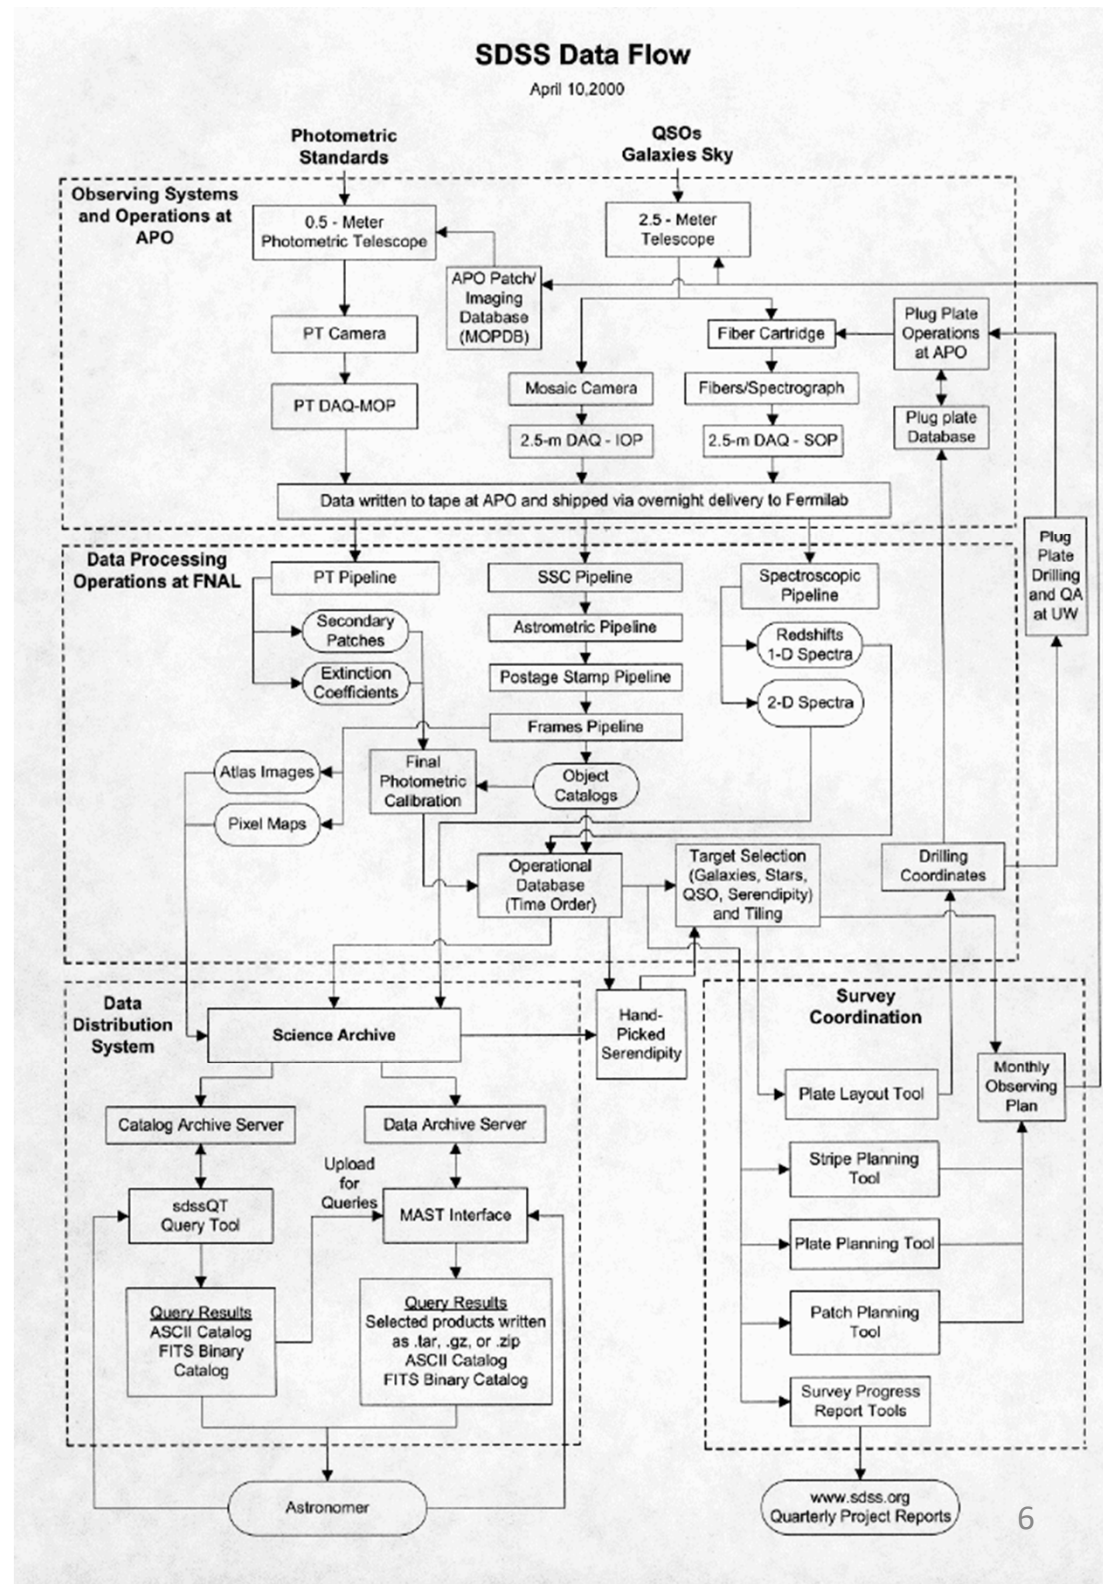 SDSS Data Flow
April 10,2000
Photometric
Standards
QSOs
Galaxies Sky
Observing Systems
and Operations at
APO
0.5 - Meter
Photometric Telescope
2.5 - Meter
Telescope
APO Patch/
Imaging
Database
(MOPDB)
PT Camera
Fiber Cartridge
Plug Plate
Operations
at APO
PT DAQ-MOP
Mosaic Camera
Fibers/Spectrograph
Plug plate
Database
2.5-m DAQ - IOP
2.5-m DAQ - SOP
Data written to tape at APO and shipped via overnight delivery to Fermilab
Plug
Plate
Drilling
and QA
at UW
Data Processing
Operations at FNAL
PT Pipeline
SSC Pipeline
Spectroscopic
Pipeline
Secondary
Patches
Astrometric Pipeline
Redshifts
1-D Spectra
Extinction
Coefficients
Postage Stamp Pipeline
2-D Spectra
Frames Pipeline
Atlas Images
Final
Photometric
Calibration
Object
Catalogs
Pixel Maps
Operational
Database
(Time Order)
Target Selection
(Galaxies, Stars,
QSO, Serendipity)
and Tiling
Drilling
Coordinates
Data
Distribution
System
Science Archive
Hand-
Picked
Serendipity
Survey
Coordination
Monthly
Observing
Plan
Plate Layout Tool
Catalog Archive Server
Data Archive Server
Upload
for
Queries
Stripe Planning
Tool
sdssQT
Query Tool
MAST Interface
Plate Planning Tool
Query Results
ASCII Catalog
FITS Binary
Catalog
Query Results
Selected products written
as .tar, .gz, or .zip
ASCII Catalog
FITS Binary Catalog
Patch Planning
Tool
Survey Progress
Report Tools
Astronomer
www.sdss.org
Quarterly Project Reports
6